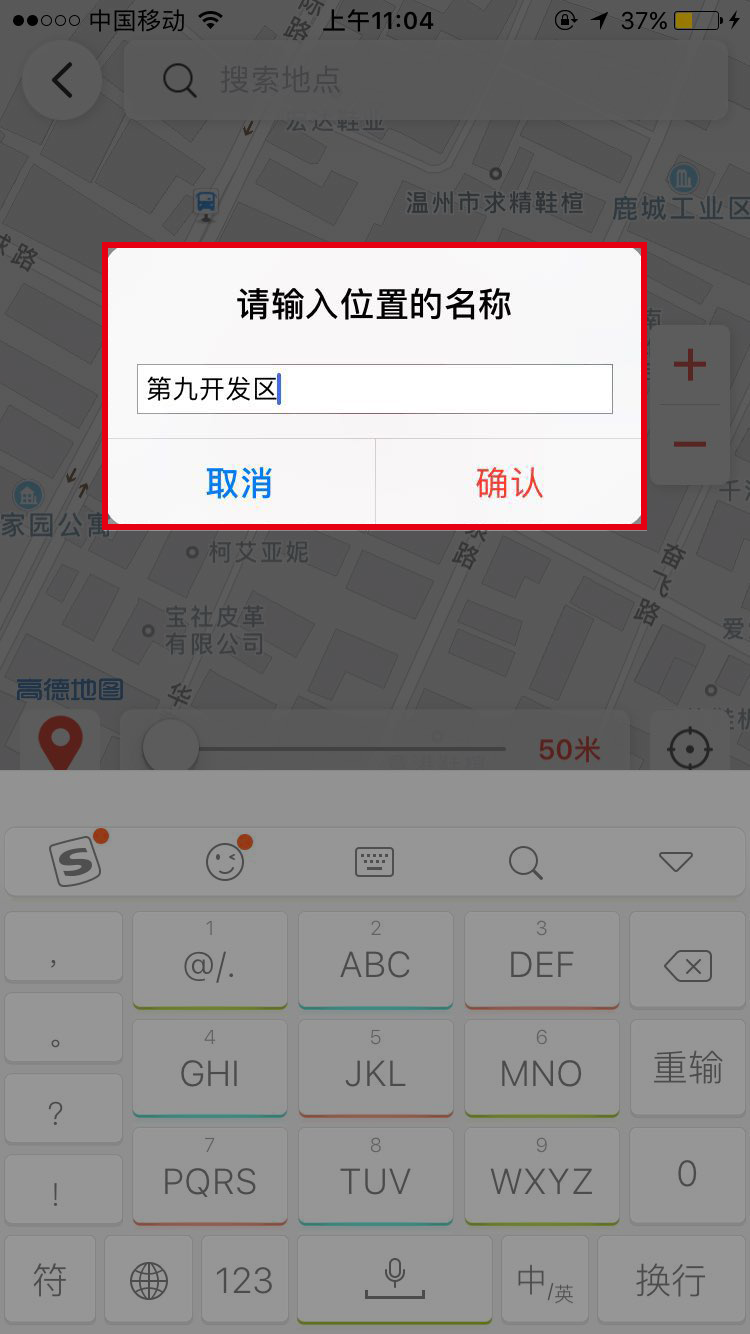 中国移动 上午11:04 37%
际路
搜索地点
宏达鞋业
温州市求精鞋楦
鹿城工业区
球路
请输入位置的名称
第九开发区
取消 确认
南
+
−
家园公寓
柯艾亚妮
家路
奋飞路
千
宝社皮革
有限公司
爱
高德地图
华
50米
S
1 @/.
2 ABC
3 DEF
,
4 GHI
5 JKL
6 MNO
重输
。
?
7 PQRS
8 TUV
9 WXYZ
0
!
符 123 中/英 换行